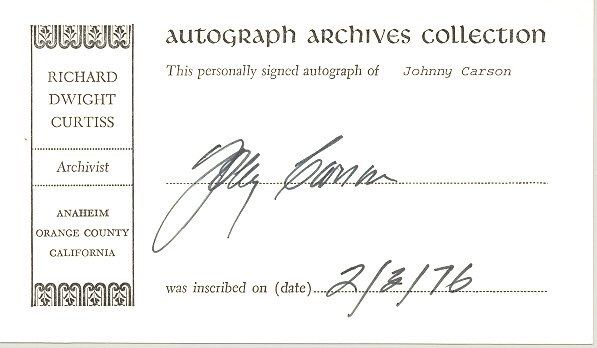 AUTOGRAPH ARCHIVES COLLECTION
This personally signed autograph of Johnny Carson
RICHARD
DWIGHT
CURTISS
Archivist
ANAHEIM
ORANGE COUNTY
CALIFORNIA
Johnny Carson
was inscribed on (date) 2/3/76